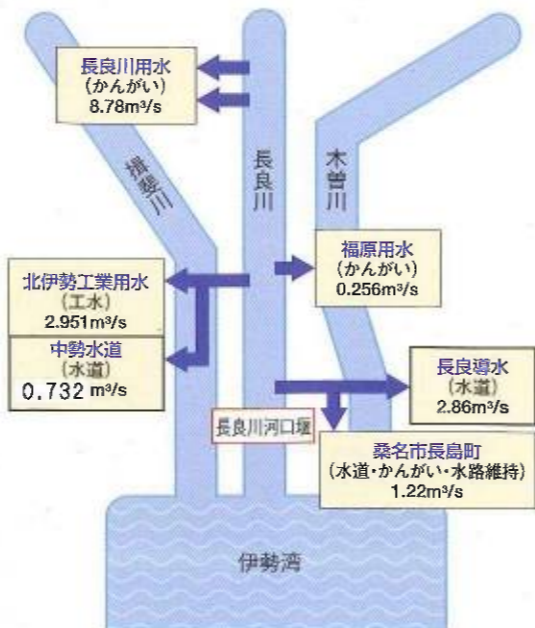 長良川用水
(かんがい)
8.78m³/s
揖斐川
長良川
木曽川
福原用水
(かんがい)
0.256m³/s
北伊勢工業用水
(工水)
2.951m³/s
中勢水道
(水道)
0.732 m³/s
長良導水
(水道)
2.86m³/s
長良川河口堰
桑名市長島町
(水道・かんがい・水路維持)
1.22m³/s
伊勢湾